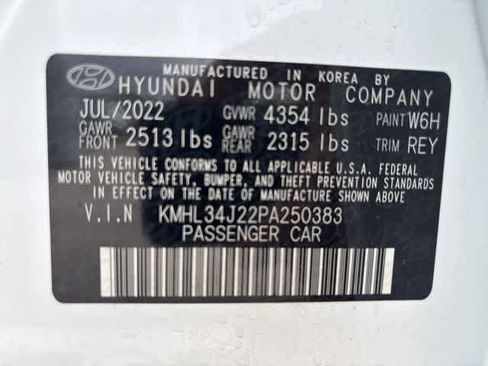 MANUFACTURED IN KOREA BY
HYUNDAI MOTOR COMPANY
JUL/2022 GVWR 4354 lbs PAINT W6H
GAWR FRONT 2513 lbs GAWR REAR 2315 lbs TRIM REY
THIS VEHICLE CONFORMS TO ALL APPLICABLE U.S.A. FEDERAL
MOTOR VEHICLE SAFETY, BUMPER, AND THEFT PREVENTION STANDARDS
IN EFFECT ON THE DATE OF MANUFACTURE SHOWN ABOVE
V.I.N KMHL34J22PA250383
PASSENGER CAR